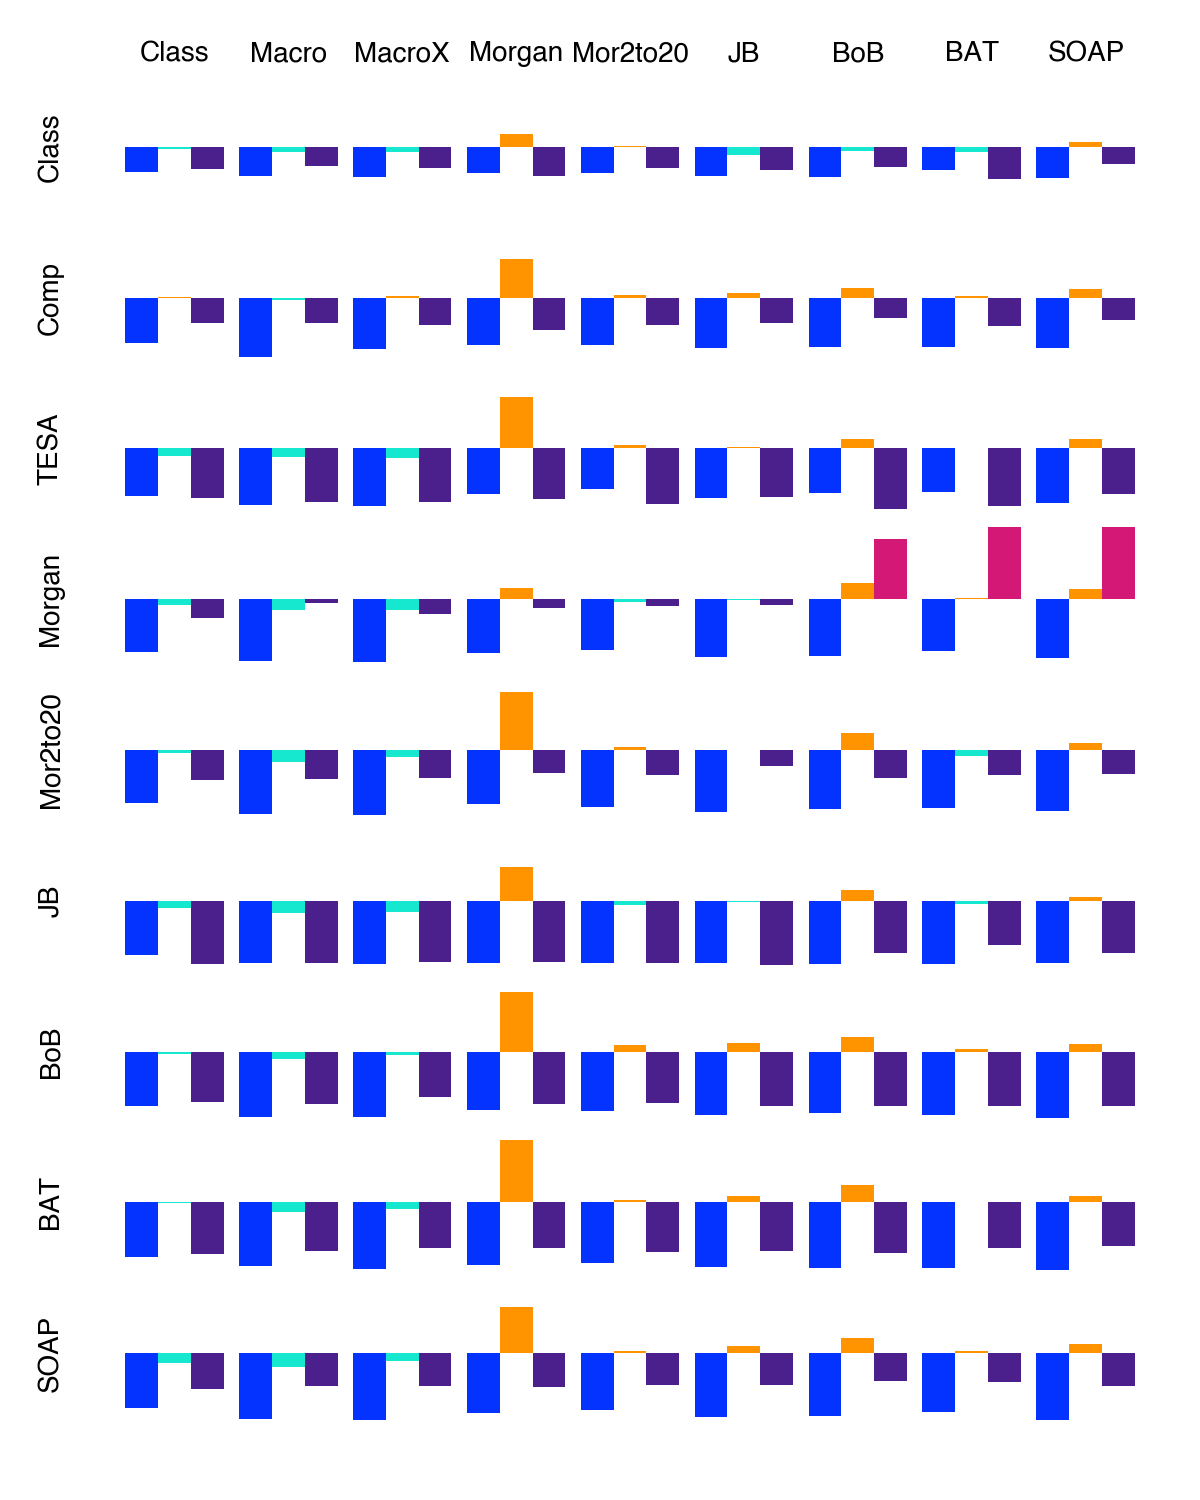 Class Macro MacroX Morgan Mor2to20 JB BoB BAT SOAP
Class
Comp
TESA
Morgan
Mor2to20
JB
BoB
BAT
SOAP